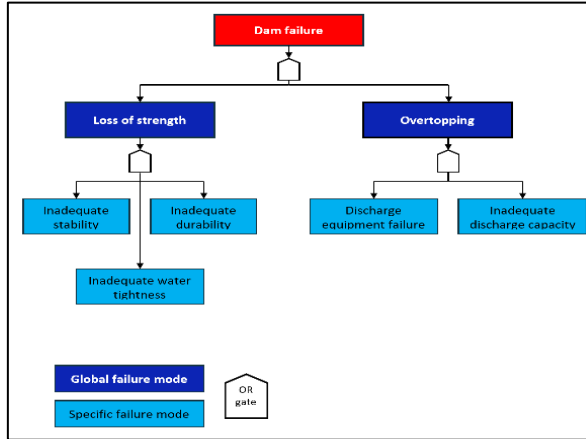 Dam failure
Loss of strength
Overtopping
Inadequate
stability
Inadequate
durability
Discharge
equipment failure
Inadequate
discharge capacity
Inadequate water
tightness
Global failure mode
OR
gate
Specific failure mode